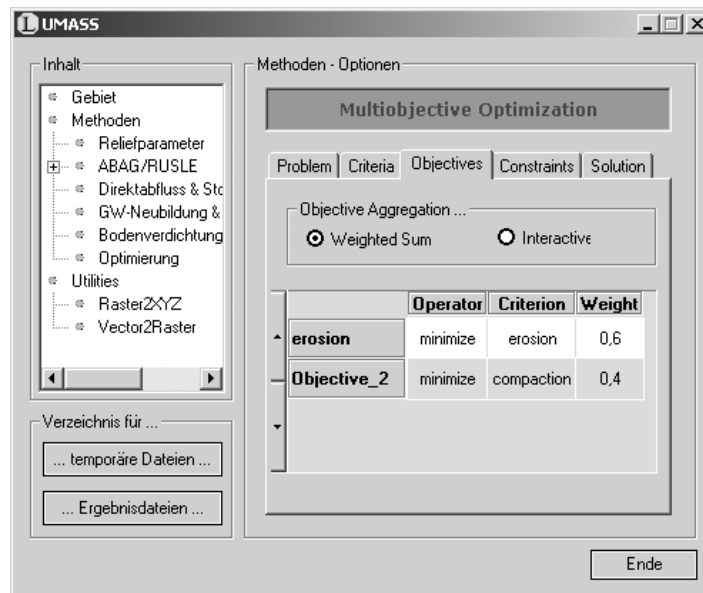 UMASS
Inhalt
Gebiet
Methoden
Reliefparameter
ABAG/RUSLE
Direktabfluss & Sto
GW-Neubildung &
Bodenverdichtung
Optimierung
Utilities
Raster2XYZ
Vector2Raster
Verzeichnis für ...
... temporäre Dateien ...
... Ergebnisdateien ...
Methoden - Optionen
Multiobjective Optimization
Problem Criteria Objectives Constraints Solution
Objective Aggregation ...
Weighted Sum Interactive
Operator Criterion Weight
erosion minimize erosion 0,6
Objective_2 minimize compaction 0,4
Ende